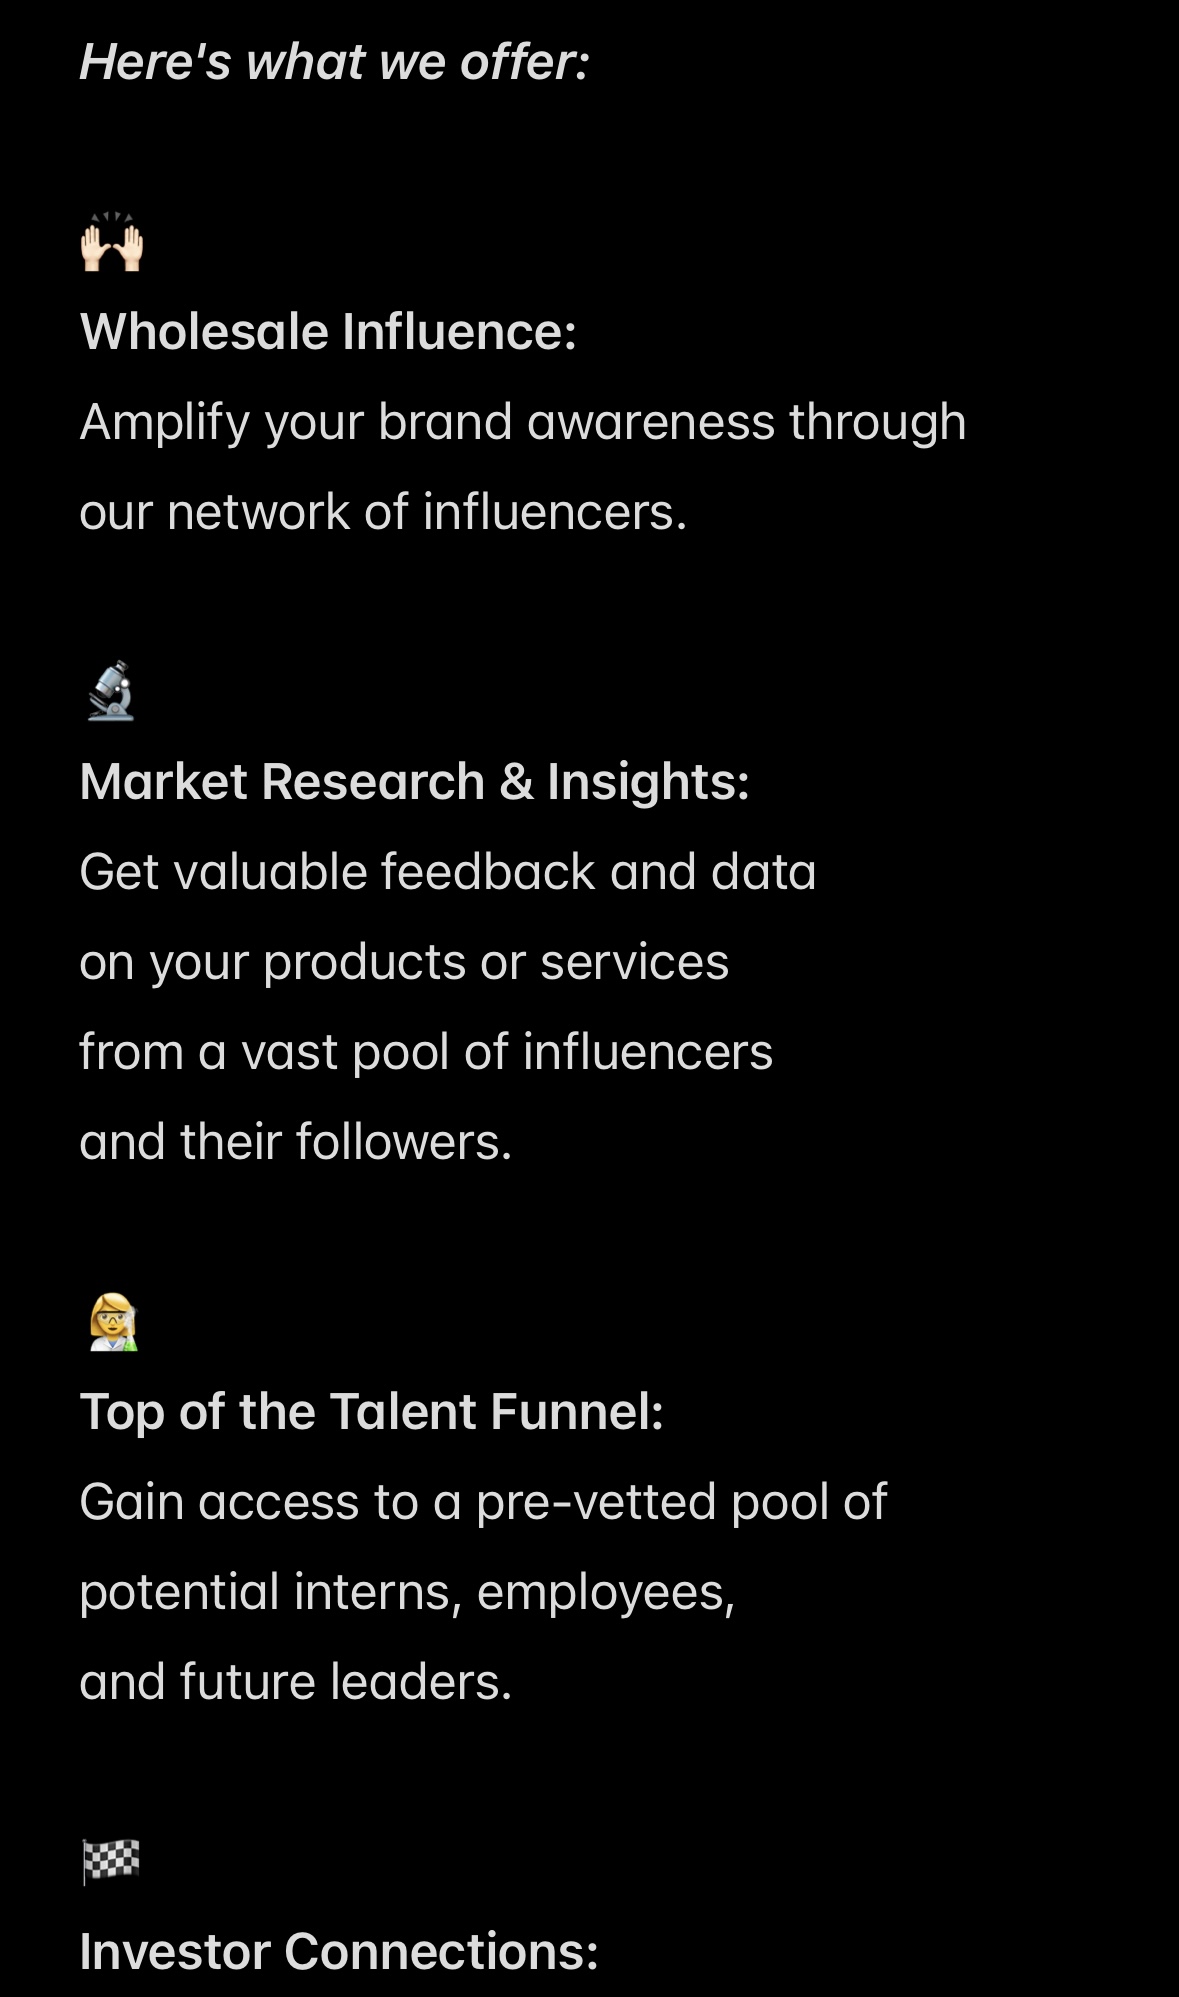 Here's what we offer:
🙌🏻
Wholesale Influence:
Amplify your brand awareness through
our network of influencers.
🔬
Market Research & Insights:
Get valuable feedback and data
on your products or services
from a vast pool of influencers
and their followers.
👩‍🔬
Top of the Talent Funnel:
Gain access to a pre-vetted pool of
potential interns, employees,
and future leaders.
🏁
Investor Connections: